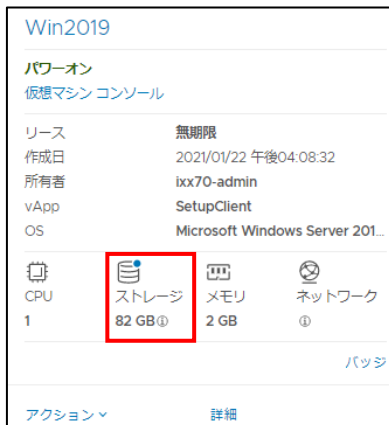 Win2019
パワーオン
仮想マシン コンソール
リース 無期限
作成日 2021/01/22 午後04:08:32
所有者 ixx70-admin
vApp SetupClient
OS Microsoft Windows Server 201...
CPU ストレージ メモリ ネットワーク
1 82 GB 2 GB
バッジ
アクション 詳細